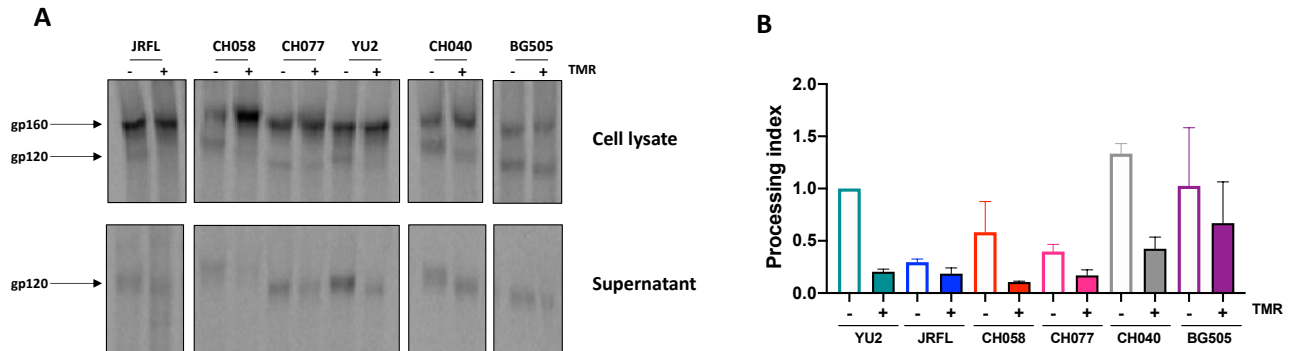 A
JRFL CH058 CH077 YU2 CH040 BG505
- + - + - + - + - + - + TMR
gp160
gp120
Cell lysate
gp120
Supernatant
B
Processing index
2.0
1.5
1.0
0.5
0.0
- + - + - + - + - + - + TMR
YU2 JRFL CH058 CH077 CH040 BG505